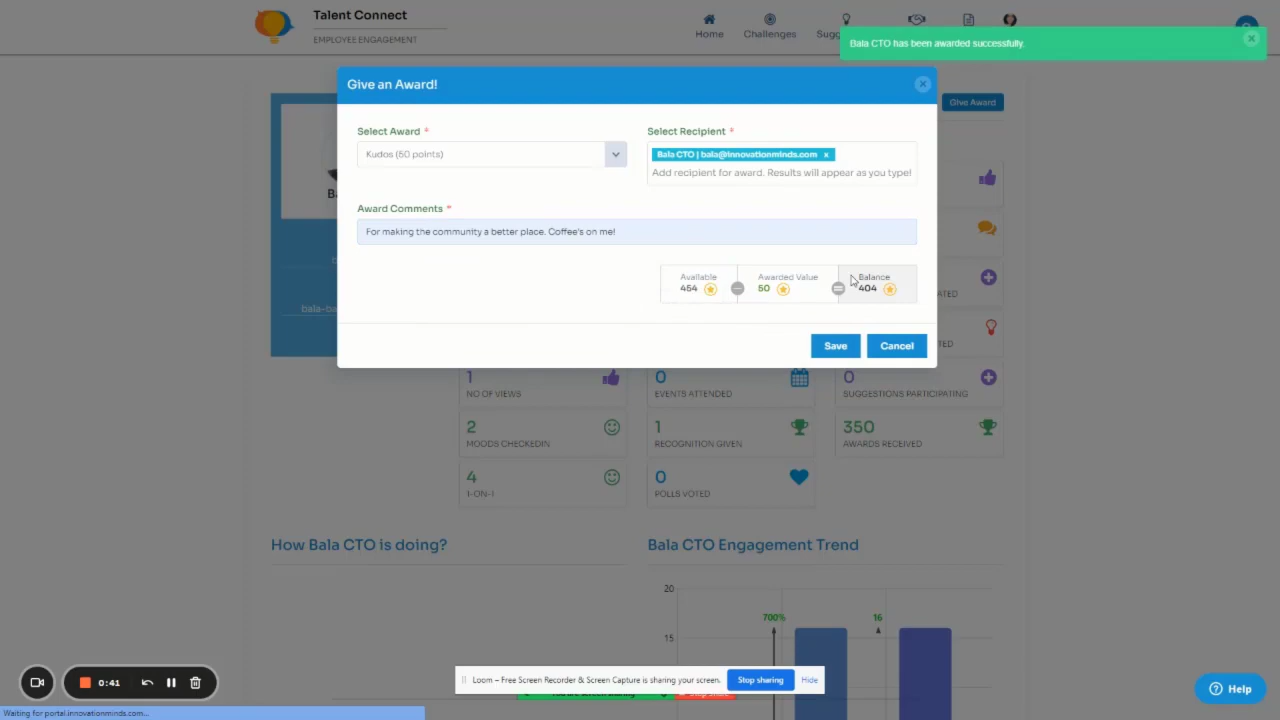 Talent Connect
EMPLOYEE ENGAGEMENT
Home
Challenges
Sugg
Bala CTO has been awarded successfully.
Give an Award!
Give Award
Select Award *
Kudos (50 points)
Select Recipient *
Bala CTO | bala@innovationminds.com x
Add recipient for award. Results will appear as you type!
Award Comments *
For making the community a better place. Coffee's on me!
Available
454
Awarded Value
50
Balance
404
Save
Cancel
bala-ba
ATED
TED
1
NO OF VIEWS
0
EVENTS ATTENDED
0
SUGGESTIONS PARTICIPATING
2
MOODS CHECKEDIN
1
RECOGNITION GIVEN
350
AWARDS RECEIVED
4
1-ON-1
0
POLLS VOTED
How Bala CTO is doing?
Bala CTO Engagement Trend
20
700%
16
15
0:41
Loom – Free Screen Recorder & Screen Capture is sharing your screen.
Stop sharing
Hide
Help
Waiting for portal.innovationminds.com...